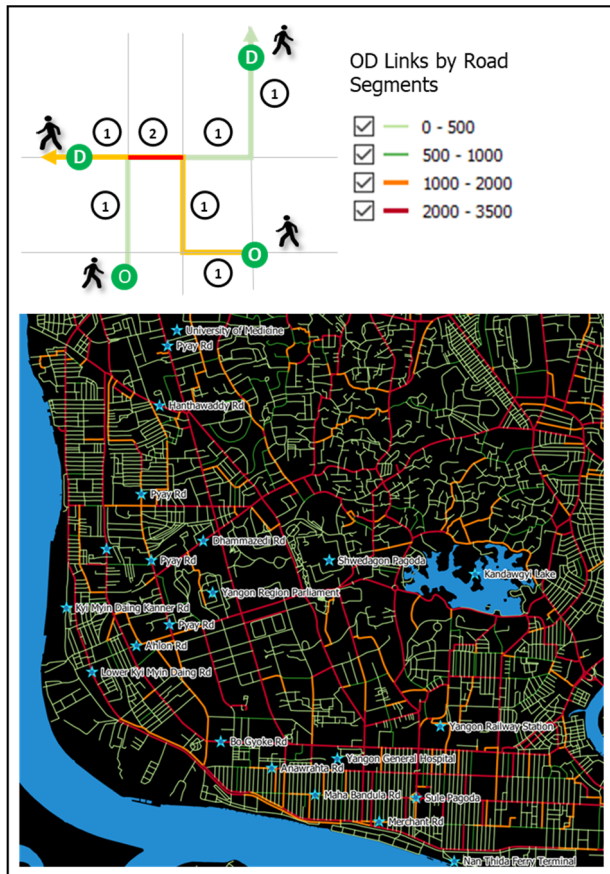 D
1
1
2
1
D
1
1
O
1
O
OD Links by Road
Segments
0 - 500
500 - 1000
1000 - 2000
2000 - 3500
University of Medicine
Pyay Rd
Hanthawaddy Rd
Pyay Rd
Dhammazedi Rd
Pyay Rd
Shwedagon Pagoda
Kandawgyi Lake
Yangon Region Parliament
Kyi Myin Daing Kanner Rd
Pyay Rd
Ahlon Rd
Lower Kyi Myin Daing Rd
Yangon Railway Station
Bo Gyoke Rd
Yangon General Hospital
Anawrahta Rd
Maha Bandula Rd
Sule Pagoda
Merchant Rd
Nan Thida Ferry Terminal